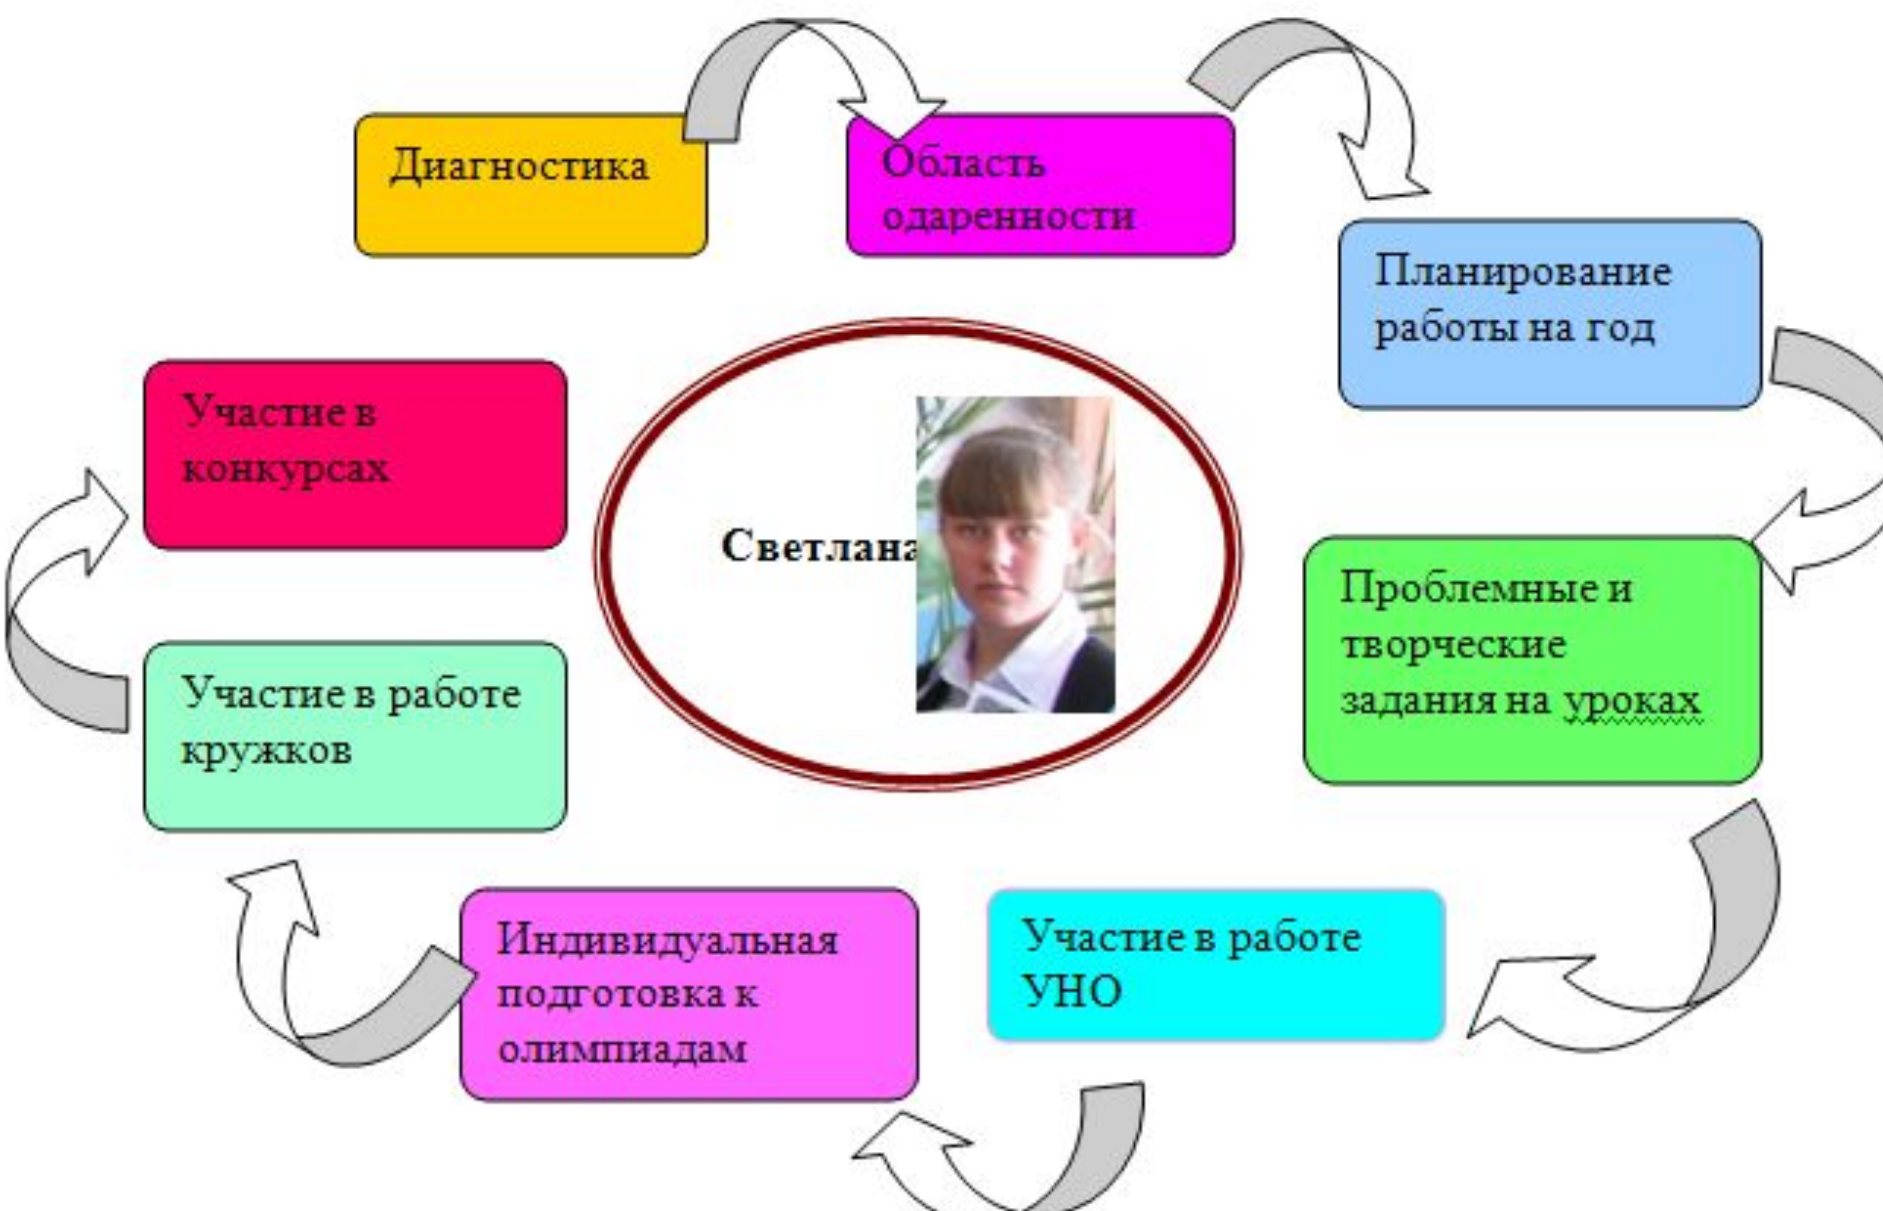 Диагностика
Область
одаренности
Планирование
работы на год
Проблемные и
творческие
задания на уроках
Участие в работе
УНО
Индивидуальная
подготовка к
олимпиадам
Участие в работе
кружков
Участие в
конкурсах
Светлана